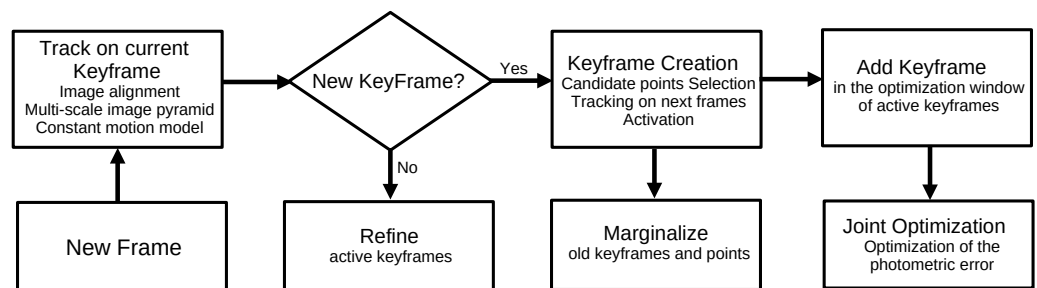 Track on current
Keyframe
Image alignment
Multi-scale image pyramid
Constant motion model
New KeyFrame?
Yes
No
Keyframe Creation
Candidate points Selection
Tracking on next frames
Activation
Add Keyframe
in the optimization window
of active keyframes
New Frame
Refine
active keyframes
Marginalize
old keyframes and points
Joint Optimization
Optimization of the
photometric error